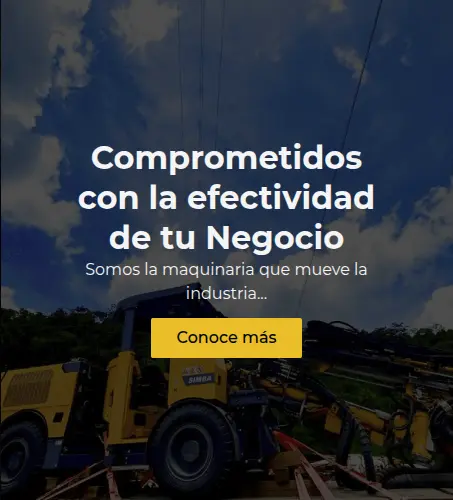 Comprometidos
con la efectividad
de tu Negocio
Somos la maquinaria que mueve la
industria...
Conoce más
SIMBA